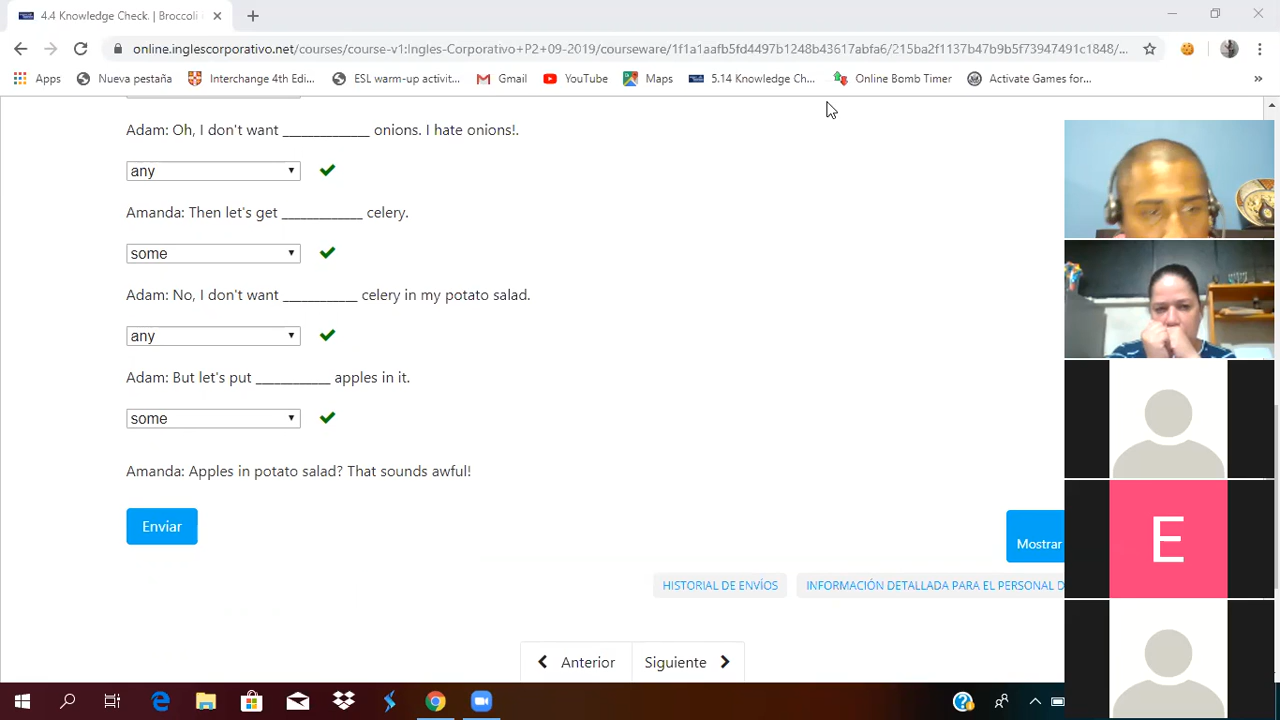 4.4 Knowledge Check. | Broccoli
online.inglescorporativo.net/courses/course-v1:Ingles-Corporativo+P2+09-2019/courseware/1f1a1aafb5fd4497b1248b43617abfa6/215ba2f1137b47b9b5f73947491c1848/...
Apps Nueva pestaña Interchange 4th Edi... ESL warm-up activit... Gmail YouTube Maps 5.14 Knowledge Ch... Online Bomb Timer Activate Games for... »
Adam: Oh, I don't want ______________ onions. I hate onions!.
any
Amanda: Then let's get _____________ celery.
some
Adam: No, I don't want ____________ celery in my potato salad.
any
Adam: But let's put ____________ apples in it.
some
Amanda: Apples in potato salad? That sounds awful!
Enviar
Mostrar
HISTORIAL DE ENVÍOS INFORMACIÓN DETALLADA PARA EL PERSONAL D
Anterior Siguiente
E